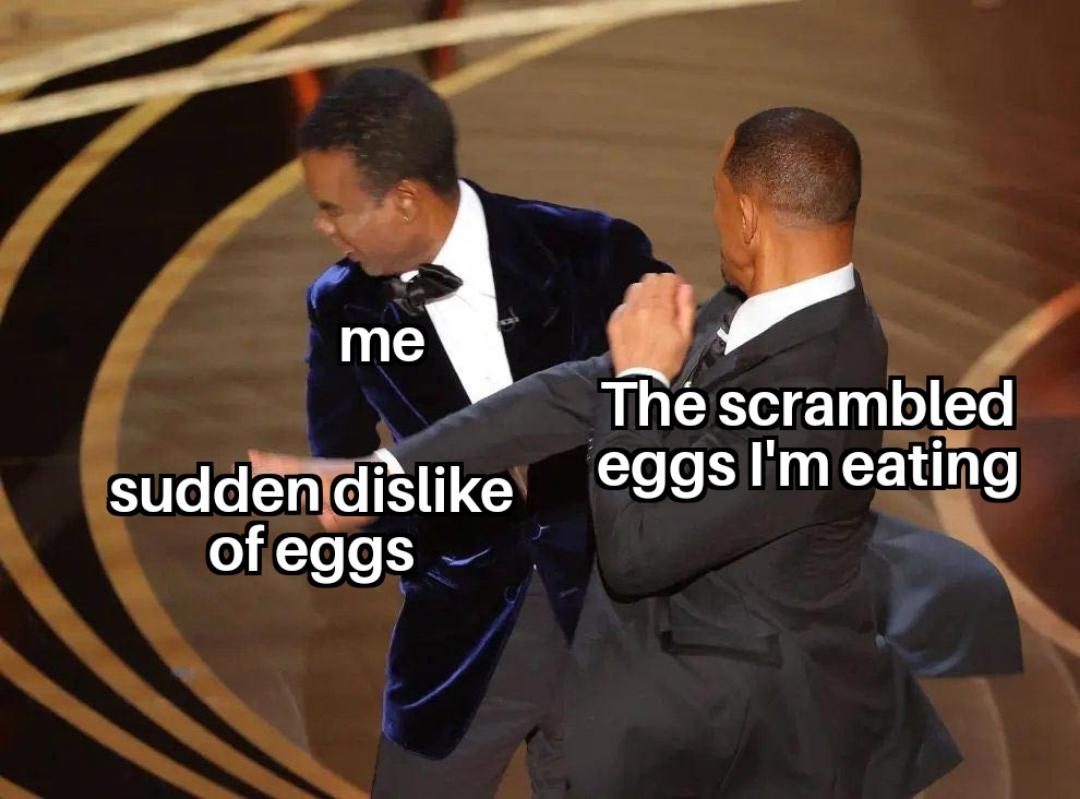 me
The scrambled
eggs I'm eating
sudden dislike
of eggs